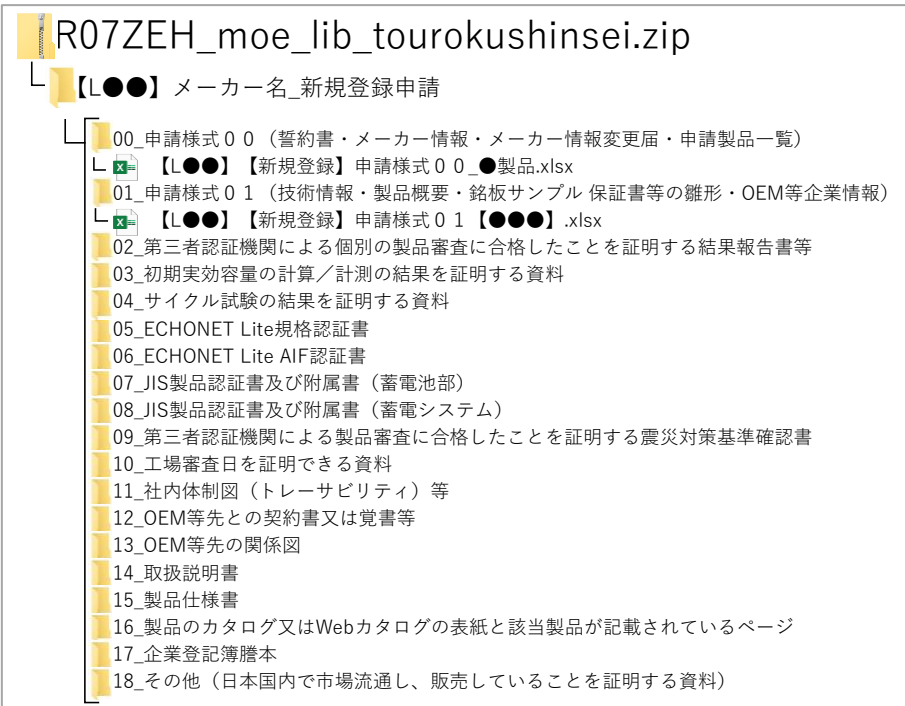 R07ZEH_moe_lib_tourokushinsei.zip
【L●●】メーカー名_新規登録申請
00_申請様式００（誓約書・メーカー情報・メーカー情報変更届・申請製品一覧）
【L●●】【新規登録】申請様式００_●製品.xlsx
01_申請様式０１（技術情報・製品概要・銘板サンプル 保証書等の雛形・OEM等企業情報）
【L●●】【新規登録】申請様式０１【●●●】.xlsx
02_第三者認証機関による個別の製品審査に合格したことを証明する結果報告書等
03_初期実効容量の計算／計測の結果を証明する資料
04_サイクル試験の結果を証明する資料
05_ECHONET Lite規格認証書
06_ECHONET Lite AIF認証書
07_JIS製品認証書及び附属書（蓄電池部）
08_JIS製品認証書及び附属書（蓄電システム）
09_第三者認証機関による製品審査に合格したことを証明する震災対策基準確認書
10_工場審査日を証明できる資料
11_社内体制図（トレーサビリティ）等
12_OEM等先との契約書又は覚書等
13_OEM等先の関係図
14_取扱説明書
15_製品仕様書
16_製品のカタログ又はWebカタログの表紙と該当製品が記載されているページ
17_企業登記簿謄本
18_その他（日本国内で市場流通し、販売していることを証明する資料）